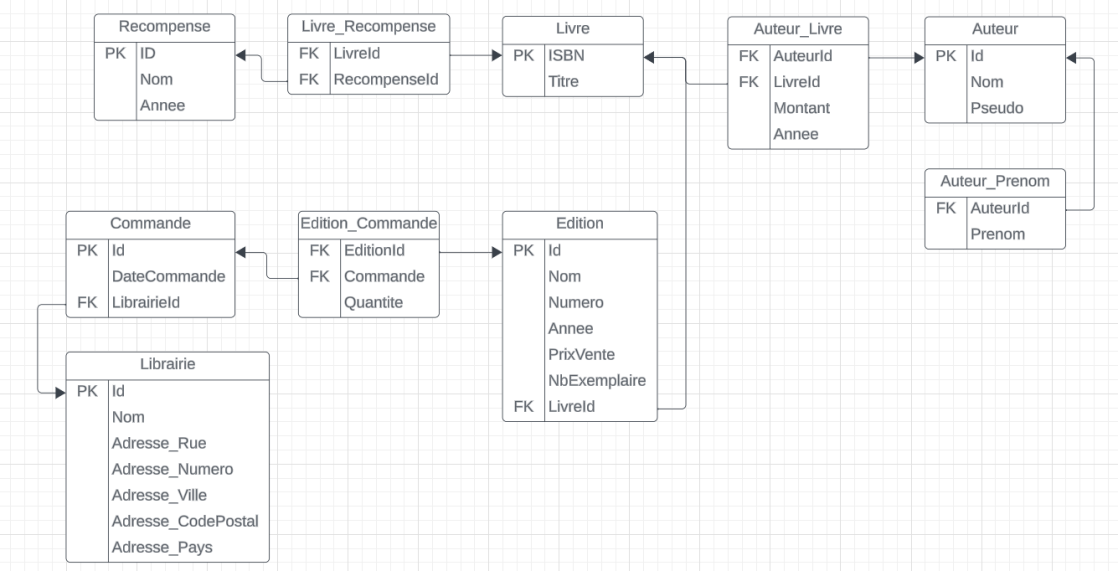 Recompense
PK ID
Nom
Annee
Livre_Recompense
FK LivreId
FK RecompenseId
Livre
PK ISBN
Titre
Auteur_Livre
FK AuteurId
FK LivreId
Montant
Annee
Auteur
PK Id
Nom
Pseudo
Auteur_Prenom
FK AuteurId
Prenom
Commande
PK Id
DateCommande
FK LibrairieId
Edition_Commande
FK EditionId
FK Commande
Quantite
Edition
PK Id
Nom
Numero
Annee
PrixVente
NbExemplaire
FK LivreId
Librairie
PK Id
Nom
Adresse_Rue
Adresse_Numero
Adresse_Ville
Adresse_CodePostal
Adresse_Pays